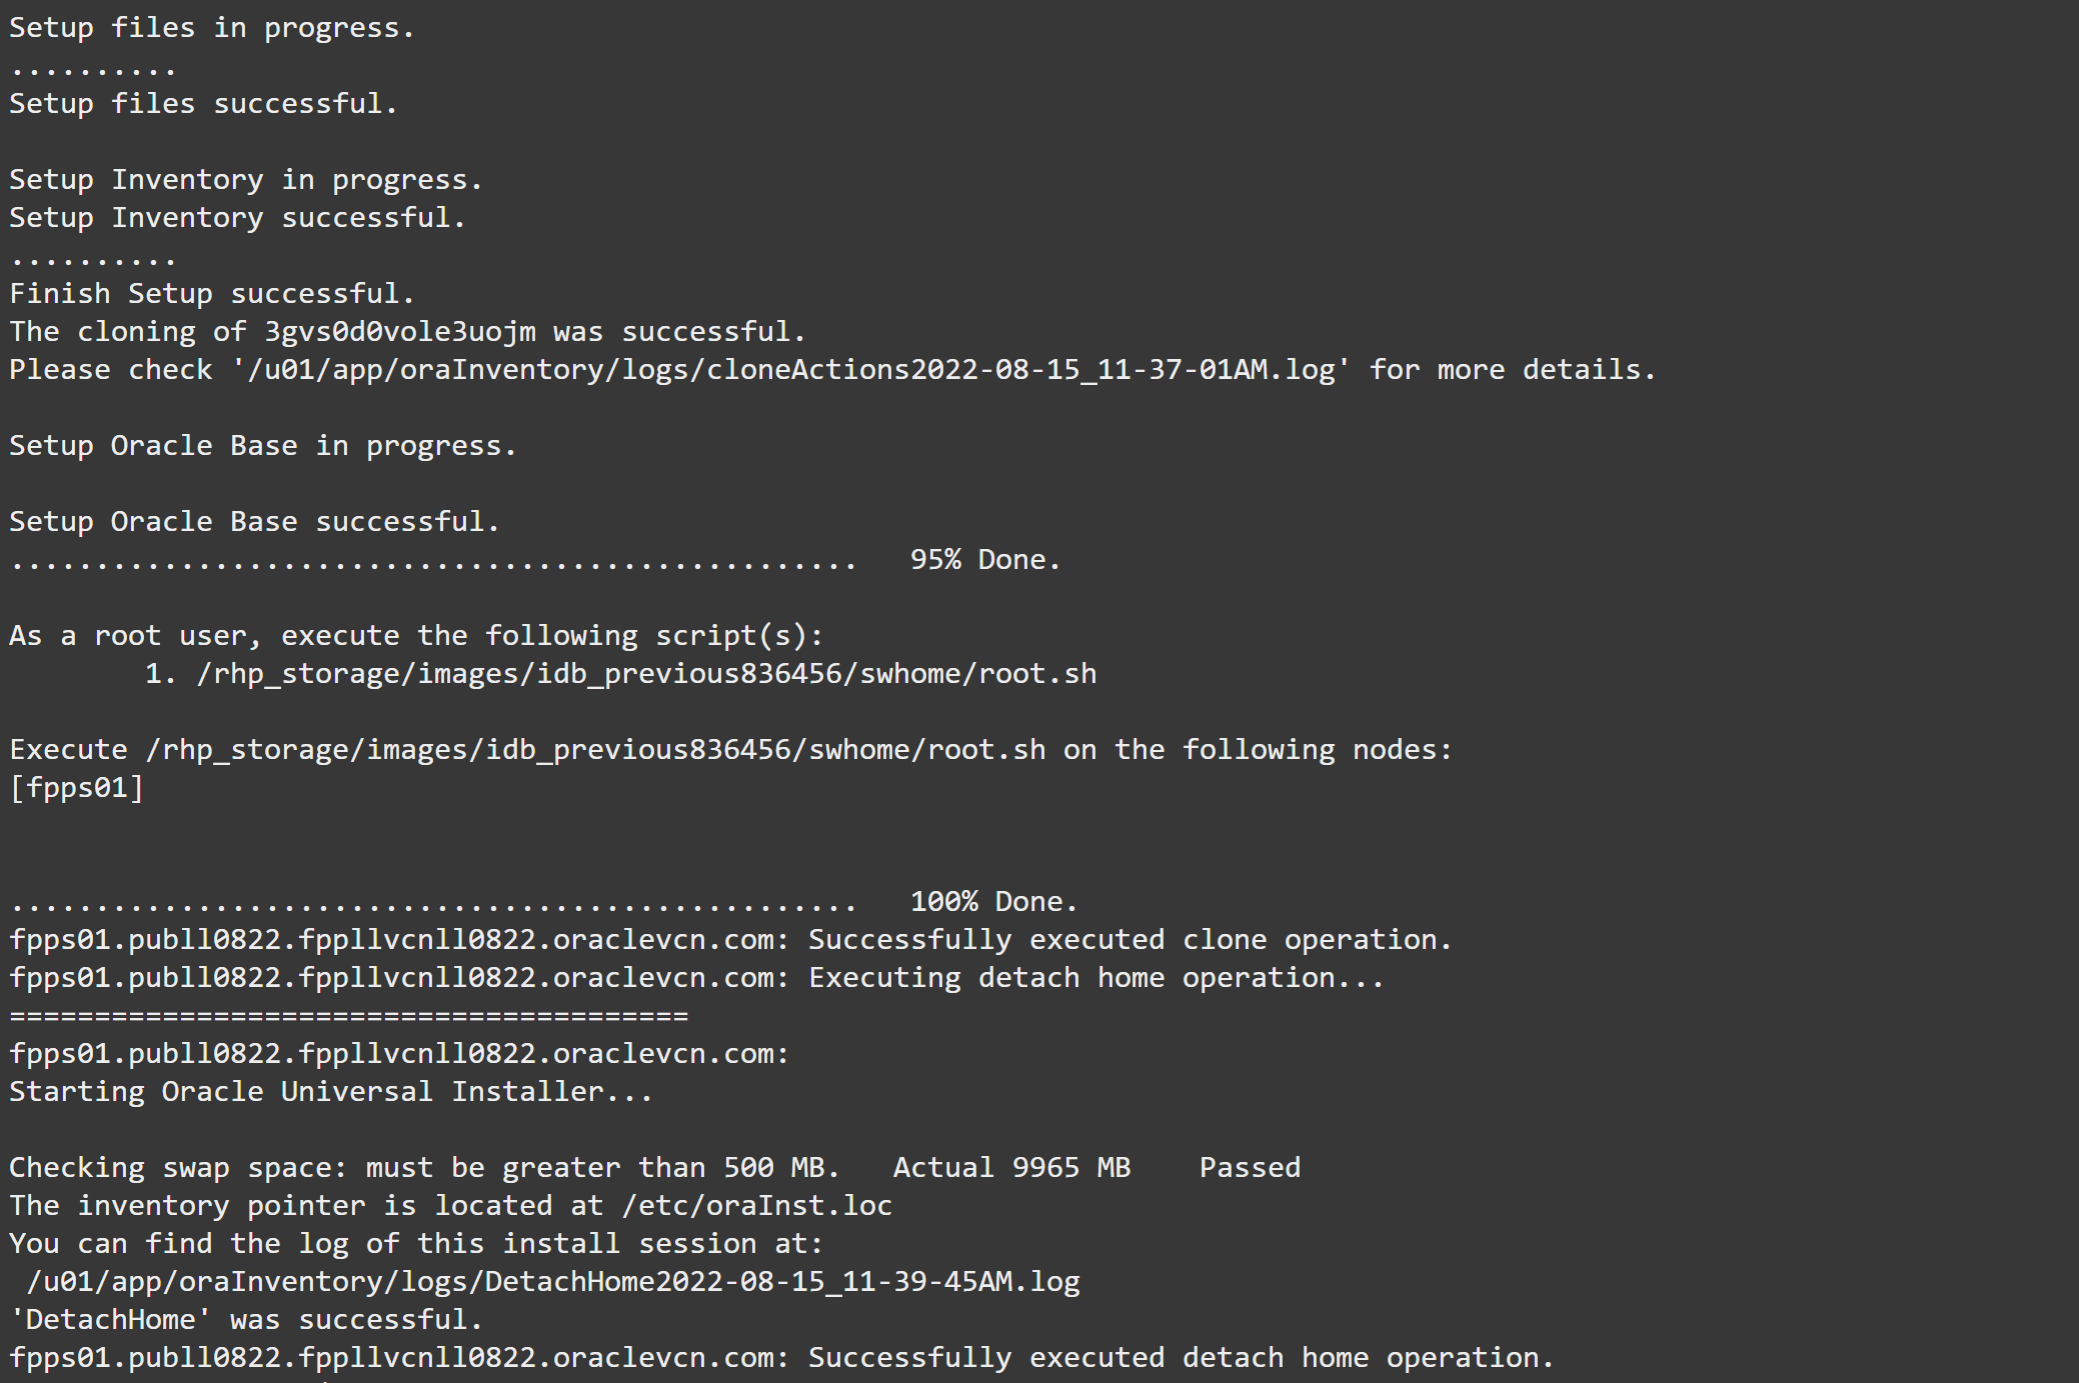 Setup files in progress.
..........
Setup files successful.
Setup Inventory in progress.
Setup Inventory successful.
..........
Finish Setup successful.
The cloning of 3gvs0d0vole3uojm was successful.
Please check '/u01/app/oraInventory/logs/cloneActions2022-08-15_11-37-01AM.log' for more details.
Setup Oracle Base in progress.
Setup Oracle Base successful.
..................................................   95% Done.
As a root user, execute the following script(s):
        1. /rhp_storage/images/idb_previous836456/swhome/root.sh
Execute /rhp_storage/images/idb_previous836456/swhome/root.sh on the following nodes:
[fpps01]
..................................................   100% Done.
fpps01.publl0822.fppllvcnll0822.oraclevcn.com: Successfully executed clone operation.
fpps01.publl0822.fppllvcnll0822.oraclevcn.com: Executing detach home operation...
========================================
fpps01.publl0822.fppllvcnll0822.oraclevcn.com:
Starting Oracle Universal Installer...
Checking swap space: must be greater than 500 MB.   Actual 9965 MB    Passed
The inventory pointer is located at /etc/oraInst.loc
You can find the log of this install session at:
 /u01/app/oraInventory/logs/DetachHome2022-08-15_11-39-45AM.log
'DetachHome' was successful.
fpps01.publl0822.fppllvcnll0822.oraclevcn.com: Successfully executed detach home operation.